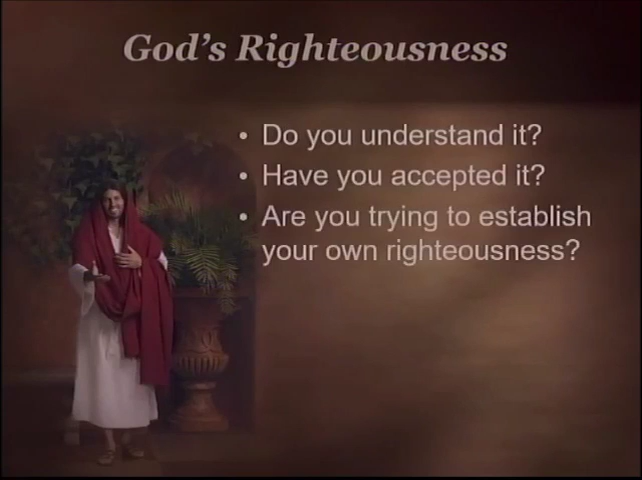 God's Righteousness
• Do you understand it?
• Have you accepted it?
• Are you trying to establish
your own righteousness?